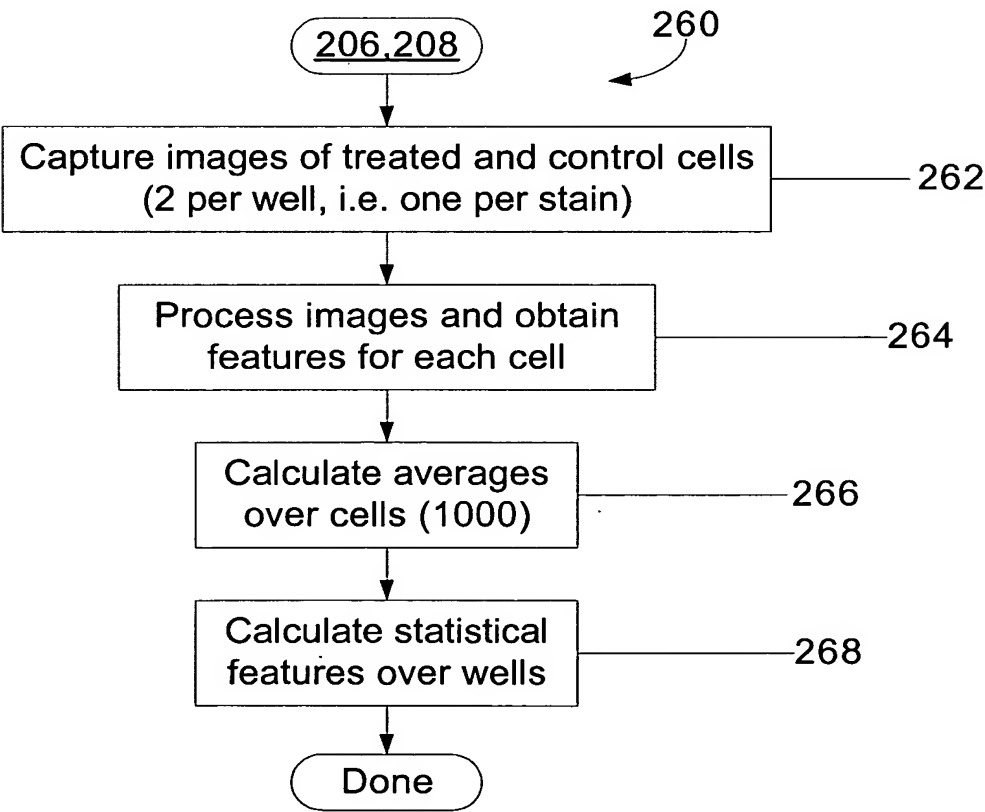 206,208
260
Capture images of treated and control cells
(2 per well, i.e. one per stain)
262
Process images and obtain
features for each cell
264
Calculate averages
over cells (1000)
266
Calculate statistical
features over wells
268
Done